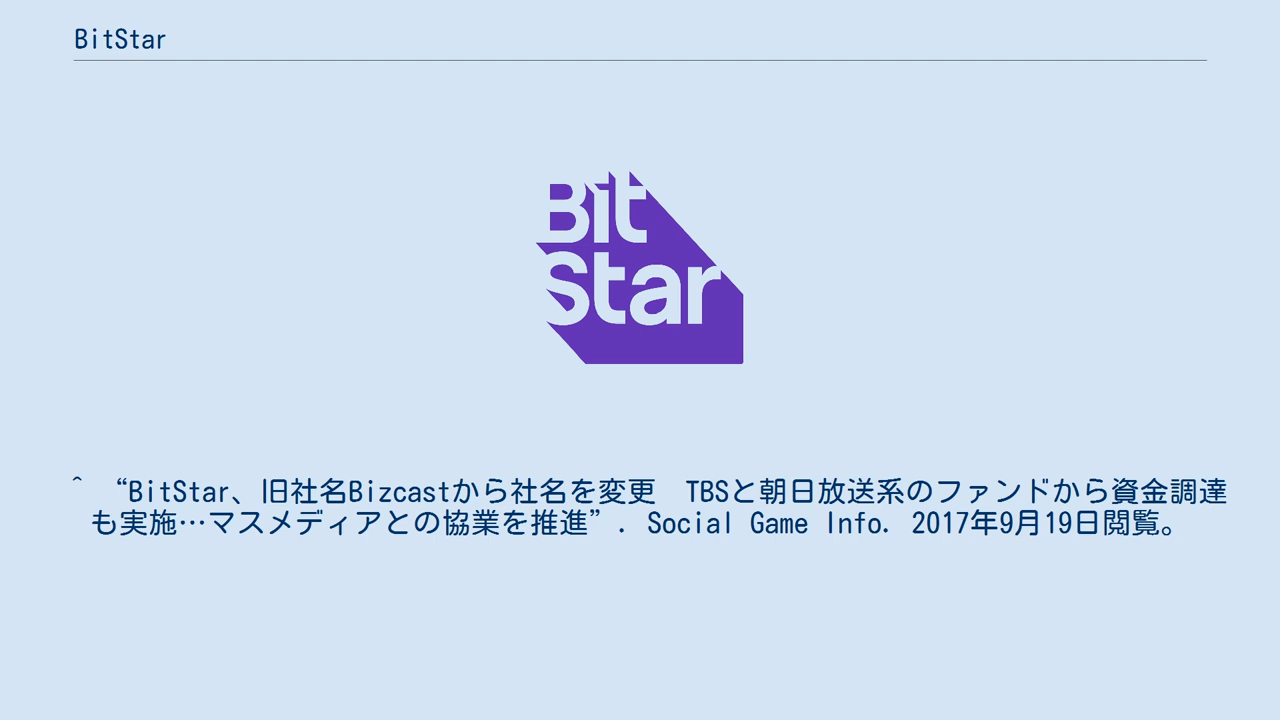 BitStar
Bit
Star
^ “BitStar、旧社名Bizcastから社名を変更　TBSと朝日放送系のファンドから資金調達
も実施…マスメディアとの協業を推進”. Social Game Info. 2017年9月19日閲覧。